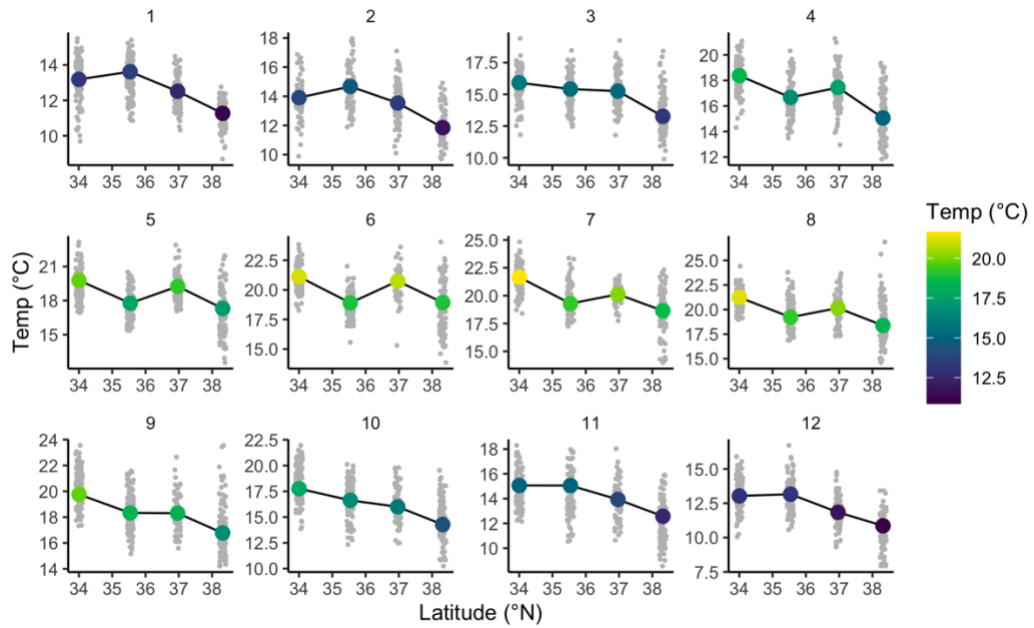 1 2 3 4
14 12 10
18 16 14 12 10
17.5 15.0 12.5 10.0
20 18 16 14 12
34 35 36 37 38 34 35 36 37 38 34 35 36 37 38 34 35 36 37 38
5 6 7 8
21 18 15
22.5 20.0 17.5 15.0
25.0 22.5 20.0 17.5 15.0
25.0 22.5 20.0 17.5 15.0
34 35 36 37 38 34 35 36 37 38 34 35 36 37 38 34 35 36 37 38
9 10 11 12
24 22 20 18 16 14
22.5 20.0 17.5 15.0 12.5 10.0
18 16 14 12 10
15.0 12.5 10.0 7.5
34 35 36 37 38 34 35 36 37 38 34 35 36 37 38 34 35 36 37 38
Temp (°C)
Latitude (°N)
Temp (°C)
20.0
17.5
15.0
12.5